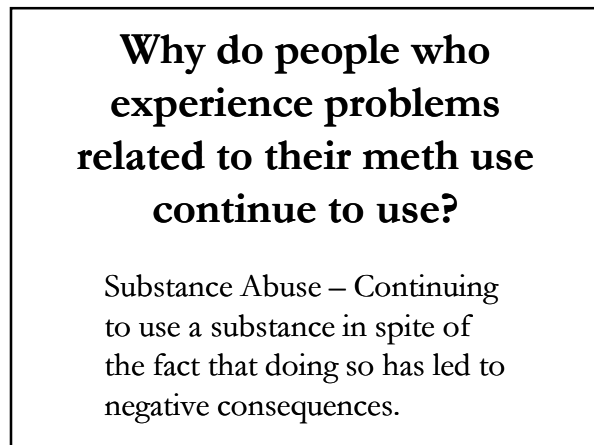 Why do people who
experience problems
related to their meth use
continue to use?
Substance Abuse – Continuing
to use a substance in spite of
the fact that doing so has led to
negative consequences.